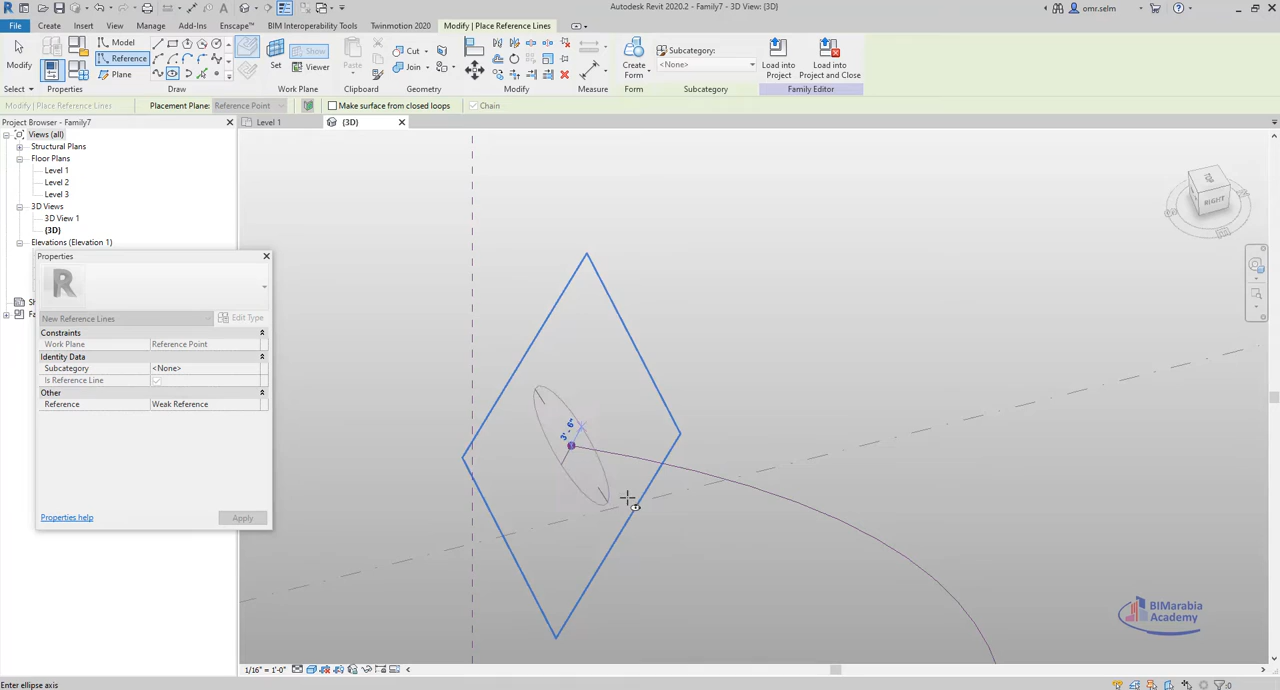 Autodesk Revit 2020.2 - Family7 - 3D View: {3D}
omr.selm
File Create Insert View Manage Add-Ins Enscape™ BIM Interoperability Tools Twinmotion 2020 Modify | Place Reference Lines
Modify
Model
Reference
Plane
Set
Show
Viewer
Paste
Cut
Join
Create
Form
Subcategory:
<None>
Load into
Project
Load into
Project and Close
Select Properties Draw Work Plane Clipboard Geometry Modify Measure Form Subcategory Family Editor
Modify | Place Reference Lines Placement Plane: Reference Point Make surface from closed loops Chain
Project Browser - Family7
Level 1
{3D}
Views (all)
Structural Plans
Floor Plans
Level 1
Level 2
Level 3
3D Views
3D View 1
{3D}
Elevations (Elevation 1)
Properties
R
New Reference Lines
Edit Type
Constraints
Work Plane Reference Point
Identity Data
Subcategory <None>
Is Reference Line
Other
Reference Weak Reference
Properties help
Apply
3' - 6"
TOP
RIGHT
BIMarabia
Academy
1/16" = 1'-0"
Enter ellipse axis
:0